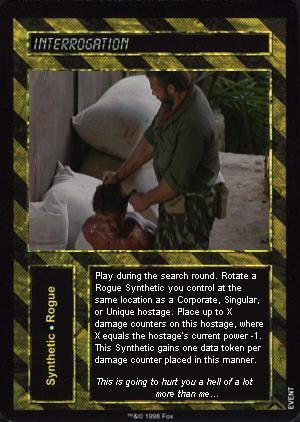 INTERROGATION
Synthetic • Rogue
Play during the search round. Rotate a
Rogue Synthetic you control at the
same location as a Corporate, Singular,
or Unique hostage. Place up to X
damage counters on this hostage, where
X equals the hostage's current power -1.
This Synthetic gains one data token per
damage counter placed in this manner.
This is going to hurt you a hell of a lot
more than me...
EVENT
™&© 1998 Fox